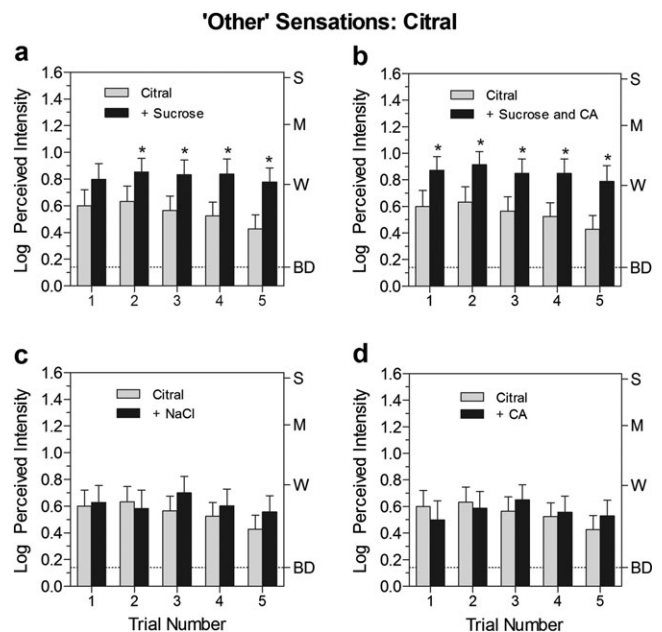 'Other' Sensations: Citral
a
Log Perceived Intensity
1.6
1.4
1.2
1.0
0.8
0.6
0.4
0.2
0.0
Citral
+ Sucrose
* * * *
S
M
W
BD
1 2 3 4 5
b
Log Perceived Intensity
1.6
1.4
1.2
1.0
0.8
0.6
0.4
0.2
0.0
Citral
+ Sucrose and CA
* * * * *
S
M
W
BD
1 2 3 4 5
c
Log Perceived Intensity
1.6
1.4
1.2
1.0
0.8
0.6
0.4
0.2
0.0
Citral
+ NaCl
S
M
W
BD
1 2 3 4 5
Trial Number
d
Log Perceived Intensity
1.6
1.4
1.2
1.0
0.8
0.6
0.4
0.2
0.0
Citral
+ CA
S
M
W
BD
1 2 3 4 5
Trial Number